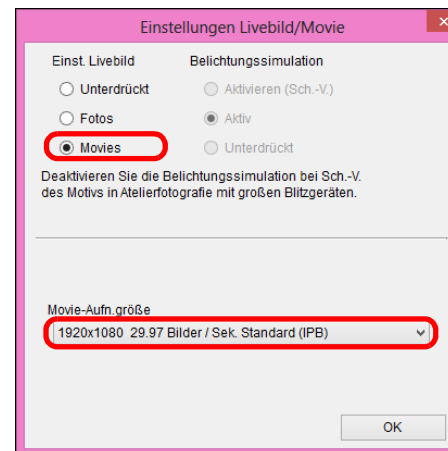 Einstellungen Livebild/Movie
Einst. Livebild Belichtungssimulation
Unterdrückt Aktivieren (Sch.-V.)
Fotos Aktiv
Movies Unterdrückt
Deaktivieren Sie die Belichtungssimulation bei Sch.-V.
des Motivs in Atelierfotografie mit großen Blitzgeräten.
Movie-Aufn.größe
1920x1080 29.97 Bilder / Sek. Standard (IPB)
OK